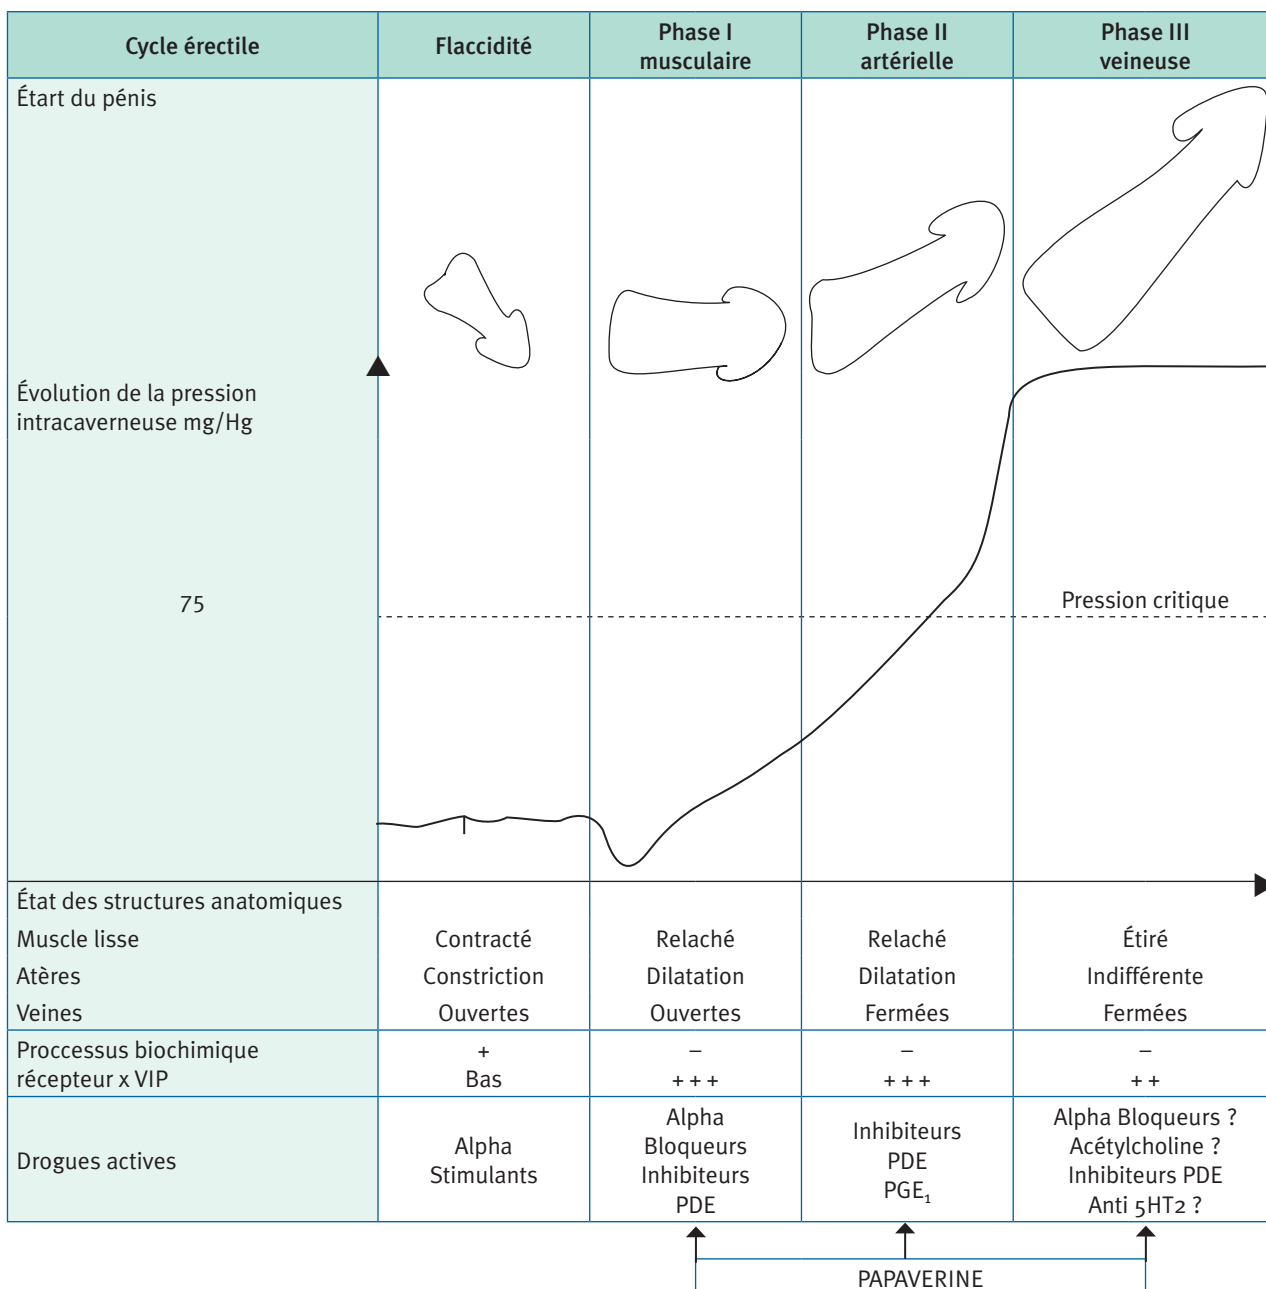 Cycle érectile
Flaccidité
Phase I
musculaire
Phase II
artérielle
Phase III
veineuse
Étart du pénis
Évolution de la pression
intracaverneuse mg/Hg
75
Pression critique
État des structures anatomiques
Muscle lisse Contracté Relaché Relaché Étiré
Atères Constriction Dilatation Dilatation Indifférente
Veines Ouvertes Ouvertes Fermées Fermées
Proccessus biochimique + – – –
récepteur x VIP Bas + + + + + + + +
Drogues actives
Alpha
Stimulants
Alpha
Bloqueurs
Inhibiteurs
PDE
Inhibiteurs
PDE
PGE₁
Alpha Bloqueurs ?
Acétylcholine ?
Inhibiteurs PDE
Anti 5HT2 ?
PAPAVERINE